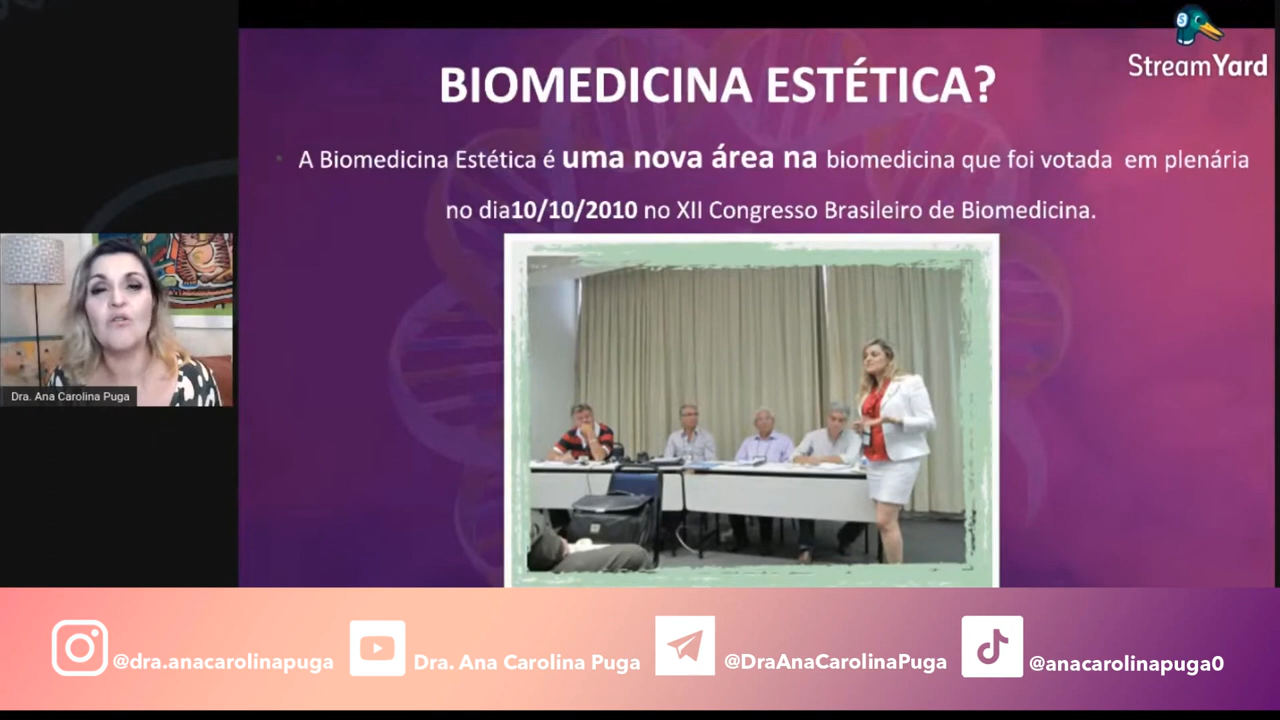 StreamYard
BIOMEDICINA ESTÉTICA?
A Biomedicina Estética é uma nova área na biomedicina que foi votada em plenária
no dia10/10/2010 no XII Congresso Brasileiro de Biomedicina.
Dra. Ana Carolina Puga
@dra.anacarolinapuga
Dra. Ana Carolina Puga
@DraAnaCarolinaPuga
@anacarolinapuga0